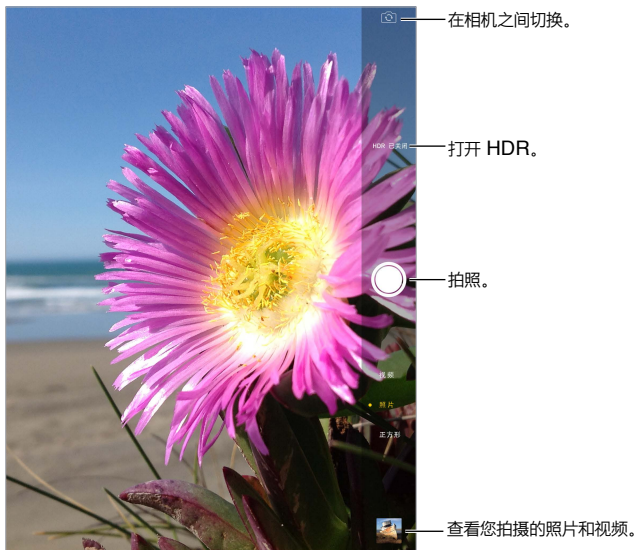 在相机之间切换。
HDR 已关闭
打开 HDR。
拍照。
视频
照片
正方形
查看您拍摄的照片和视频。